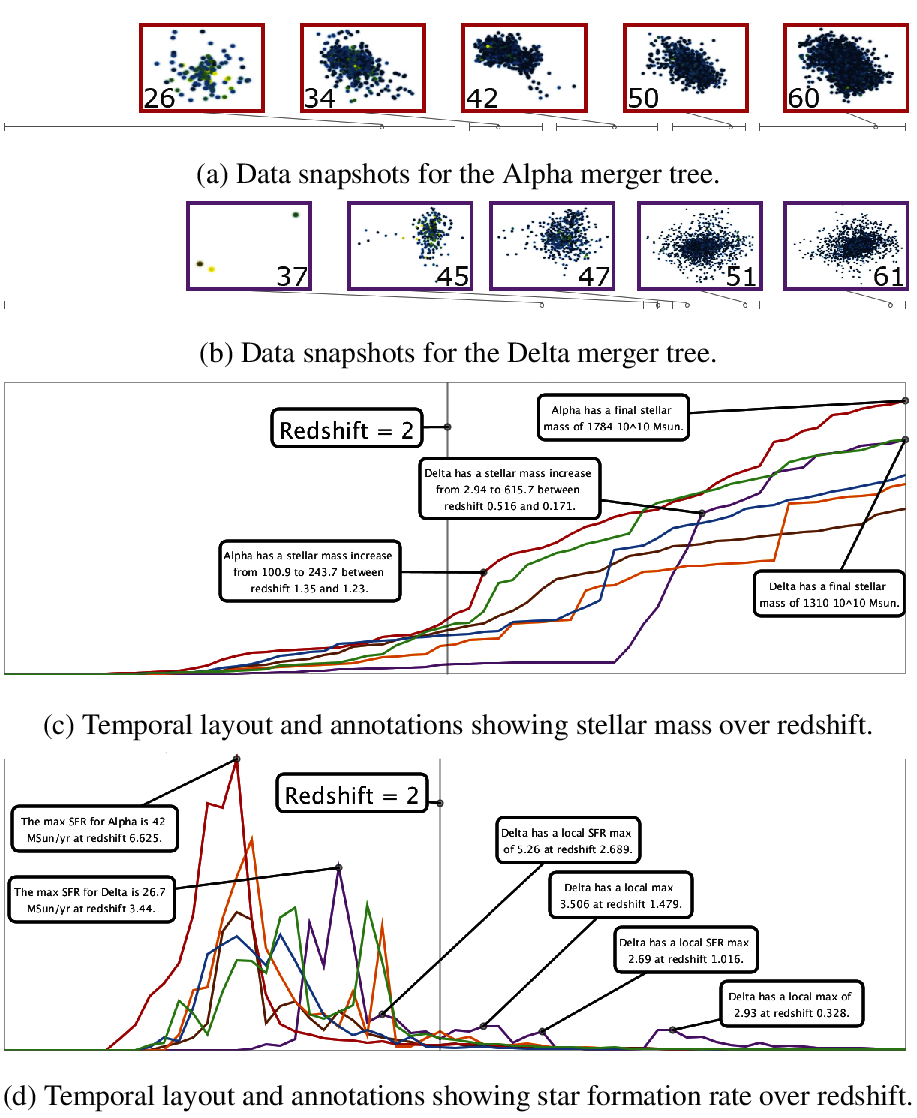 26
34
42
50
60
(a) Data snapshots for the Alpha merger tree.
37
45
47
51
61
(b) Data snapshots for the Delta merger tree.
Redshift = 2
Alpha has a final stellar
mass of 1784 10^10 Msun.
Delta has a stellar mass increase
from 2.94 to 615.7 between
redshift 0.516 and 0.171.
Alpha has a stellar mass increase
from 100.9 to 243.7 between
redshift 1.35 and 1.23.
Delta has a final stellar
mass of 1310 10^10 Msun.
(c) Temporal layout and annotations showing stellar mass over redshift.
Redshift = 2
The max SFR for Alpha is 42
MSun/yr at redshift 6.625.
Delta has a local SFR max
of 5.26 at redshift 2.689.
The max SFR for Delta is 26.7
MSun/yr at redshift 3.44.
Delta has a local max
3.506 at redshift 1.479.
Delta has a local SFR max
2.69 at redshift 1.016.
Delta has a local max of
2.93 at redshift 0.328.
(d) Temporal layout and annotations showing star formation rate over redshift.